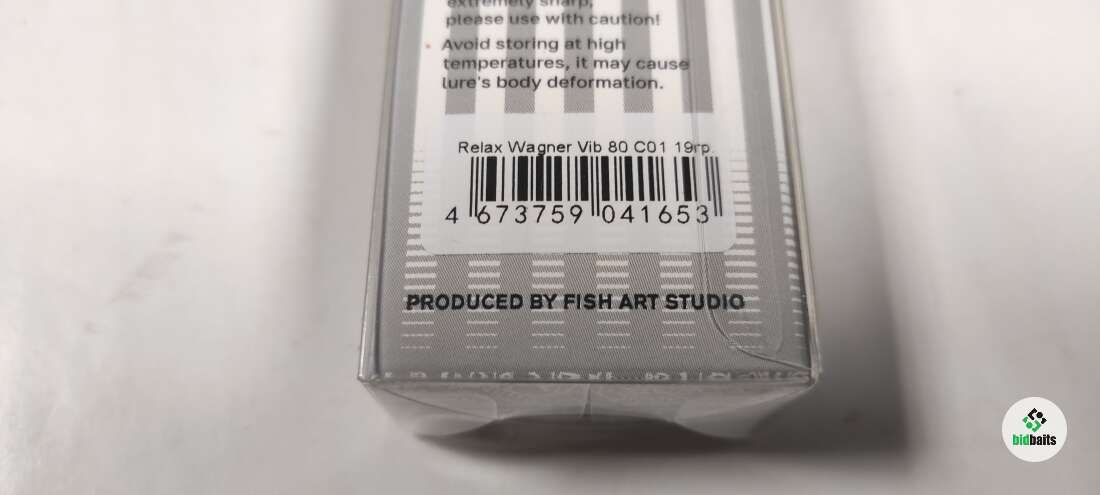 extremely sharp,
please use with caution!
• Avoid storing at high
temperatures, it may cause
lure's body deformation.
Relax Wagner Vib 80 C01 19гр.
4 673759 041653
PRODUCED BY FISH ART STUDIO
bidbaits